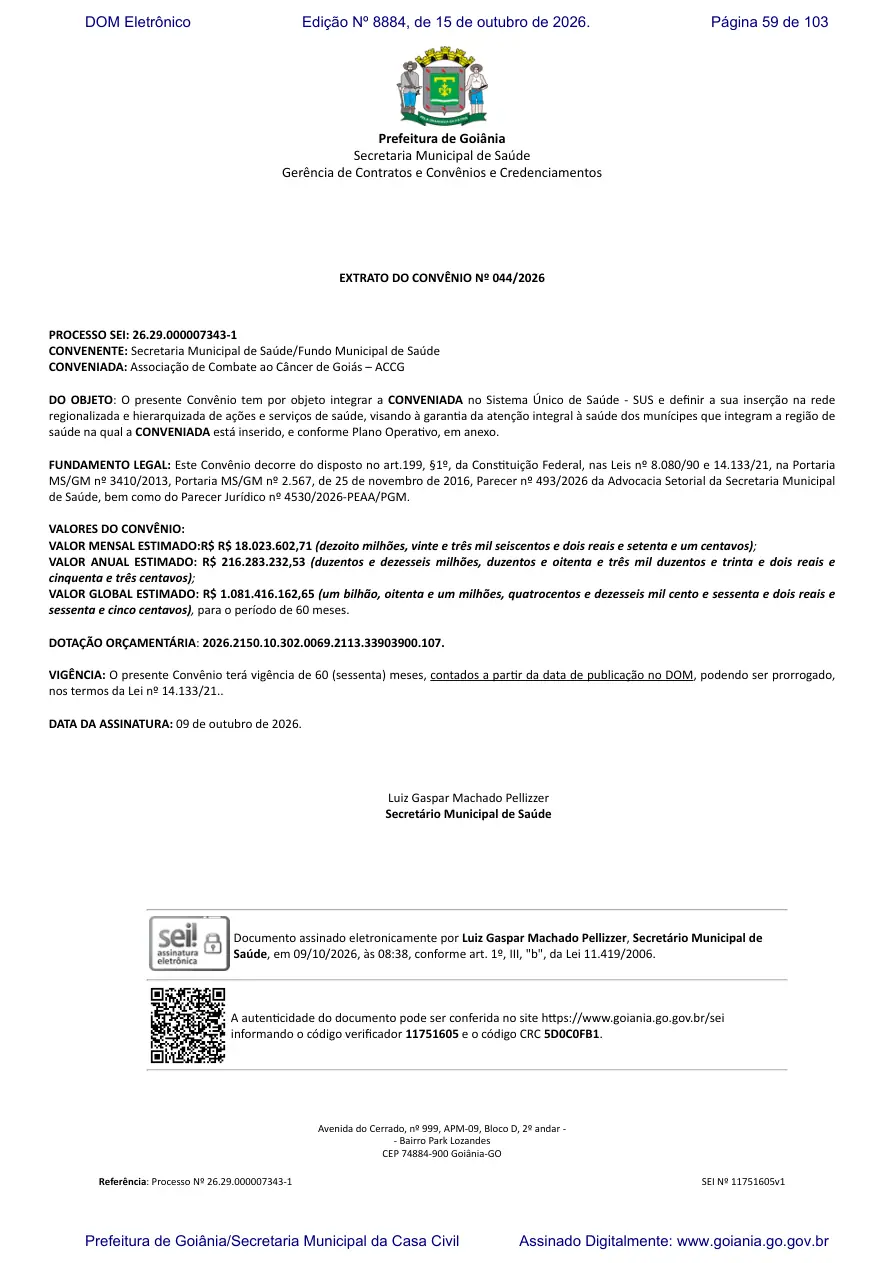 DOM Eletrônico Edição Nº 8884, de 15 de outubro de 2026. Página 59 de 103
Prefeitura de Goiânia
Secretaria Municipal de Saúde
Gerência de Contratos e Convênios e Credenciamentos
EXTRATO DO CONVÊNIO Nº 044/2026
PROCESSO SEI: 26.29.000007343-1
CONVENENTE: Secretaria Municipal de Saúde/Fundo Municipal de Saúde
CONVENIADA: Associação de Combate ao Câncer de Goiás – ACCG
DO OBJETO: O presente Convênio tem por objeto integrar a CONVENIADA no Sistema Único de Saúde - SUS e definir a sua inserção na rede
regionalizada e hierarquizada de ações e serviços de saúde, visando à garantia da atenção integral à saúde dos munícipes que integram a região de
saúde na qual a CONVENIADA está inserido, e conforme Plano Operativo, em anexo.
FUNDAMENTO LEGAL: Este Convênio decorre do disposto no art.199, §1º, da Constituição Federal, nas Leis nº 8.080/90 e 14.133/21, na Portaria
MS/GM nº 3410/2013, Portaria MS/GM nº 2.567, de 25 de novembro de 2016, Parecer nº 493/2026 da Advocacia Setorial da Secretaria Municipal
de Saúde, bem como do Parecer Jurídico nº 4530/2026-PEAA/PGM.
VALORES DO CONVÊNIO:
VALOR MENSAL ESTIMADO:R$ R$ 18.023.602,71 (dezoito milhões, vinte e três mil seiscentos e dois reais e setenta e um centavos);
VALOR ANUAL ESTIMADO: R$ 216.283.232,53 (duzentos e dezesseis milhões, duzentos e oitenta e três mil duzentos e trinta e dois reais e
cinquenta e três centavos);
VALOR GLOBAL ESTIMADO: R$ 1.081.416.162,65 (um bilhão, oitenta e um milhões, quatrocentos e dezesseis mil cento e sessenta e dois reais e
sessenta e cinco centavos), para o período de 60 meses.
DOTAÇÃO ORÇAMENTÁRIA: 2026.2150.10.302.0069.2113.33903900.107.
VIGÊNCIA: O presente Convênio terá vigência de 60 (sessenta) meses, contados a partir da data de publicação no DOM, podendo ser prorrogado,
nos termos da Lei nº 14.133/21..
DATA DA ASSINATURA: 09 de outubro de 2026.
Luiz Gaspar Machado Pellizzer
Secretário Municipal de Saúde
sei!
assinatura
eletrônica
Documento assinado eletronicamente por Luiz Gaspar Machado Pellizzer, Secretário Municipal de
Saúde, em 09/10/2026, às 08:38, conforme art. 1º, III, "b", da Lei 11.419/2006.
A autenticidade do documento pode ser conferida no site https://www.goiania.go.gov.br/sei
informando o código verificador 11751605 e o código CRC 5D0C0FB1.
Avenida do Cerrado, nº 999, APM-09, Bloco D, 2º andar -
- Bairro Park Lozandes
CEP 74884-900 Goiânia-GO
Referência: Processo Nº 26.29.000007343-1 SEI Nº 11751605v1
Prefeitura de Goiânia/Secretaria Municipal da Casa Civil Assinado Digitalmente: www.goiania.go.gov.br